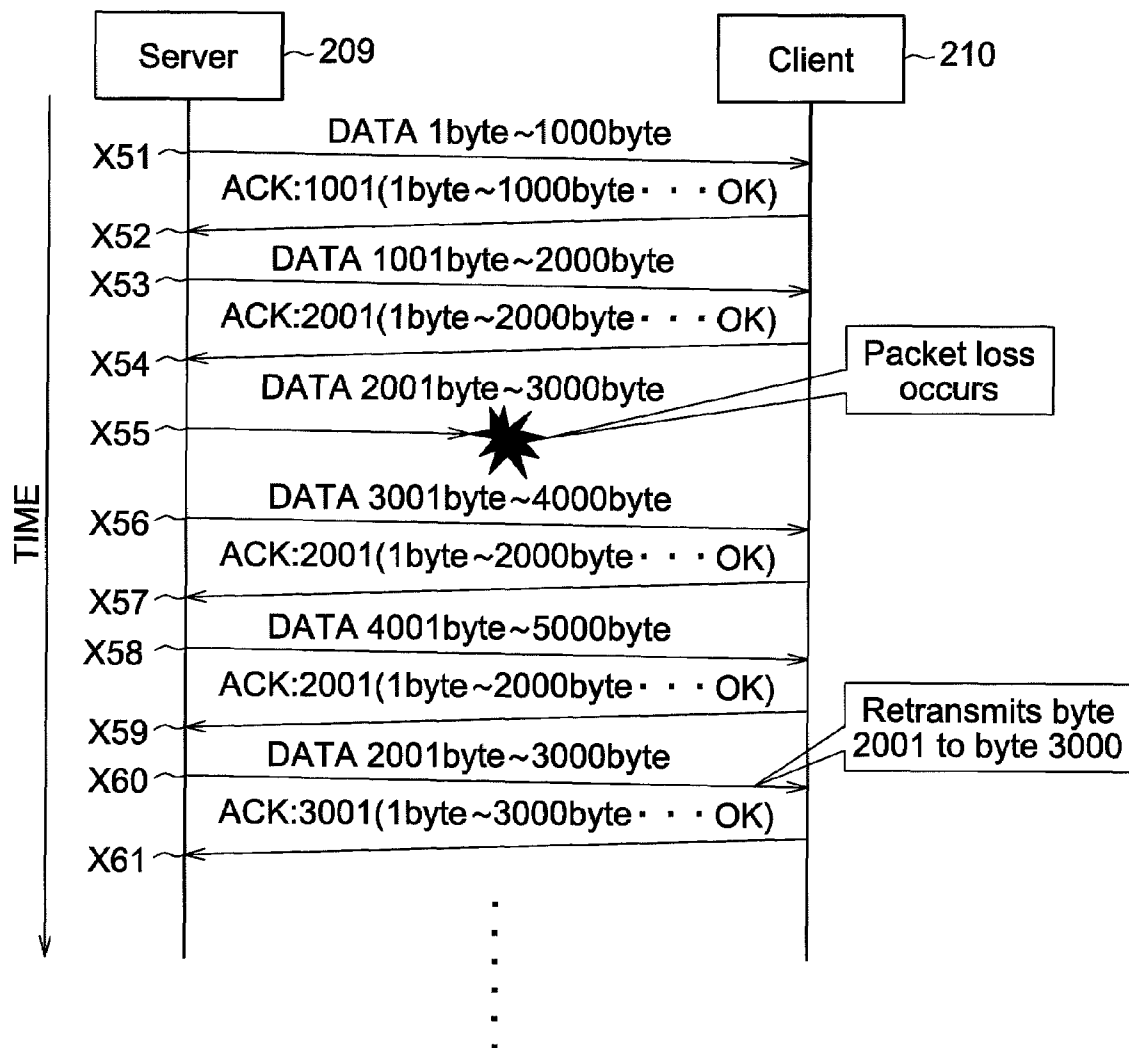 Server
209
Client
210
DATA 1byte~1000byte
X51
ACK:1001(1byte~1000byte・・・OK)
X52
DATA 1001byte~2000byte
X53
ACK:2001(1byte~2000byte・・・OK)
X54
Packet loss
occurs
DATA 2001byte~3000byte
X55
TIME
DATA 3001byte~4000byte
X56
ACK:2001(1byte~2000byte・・・OK)
X57
DATA 4001byte~5000byte
X58
ACK:2001(1byte~2000byte・・・OK)
X59
Retransmits byte
2001 to byte 3000
DATA 2001byte~3000byte
X60
ACK:3001(1byte~3000byte・・・OK)
X61